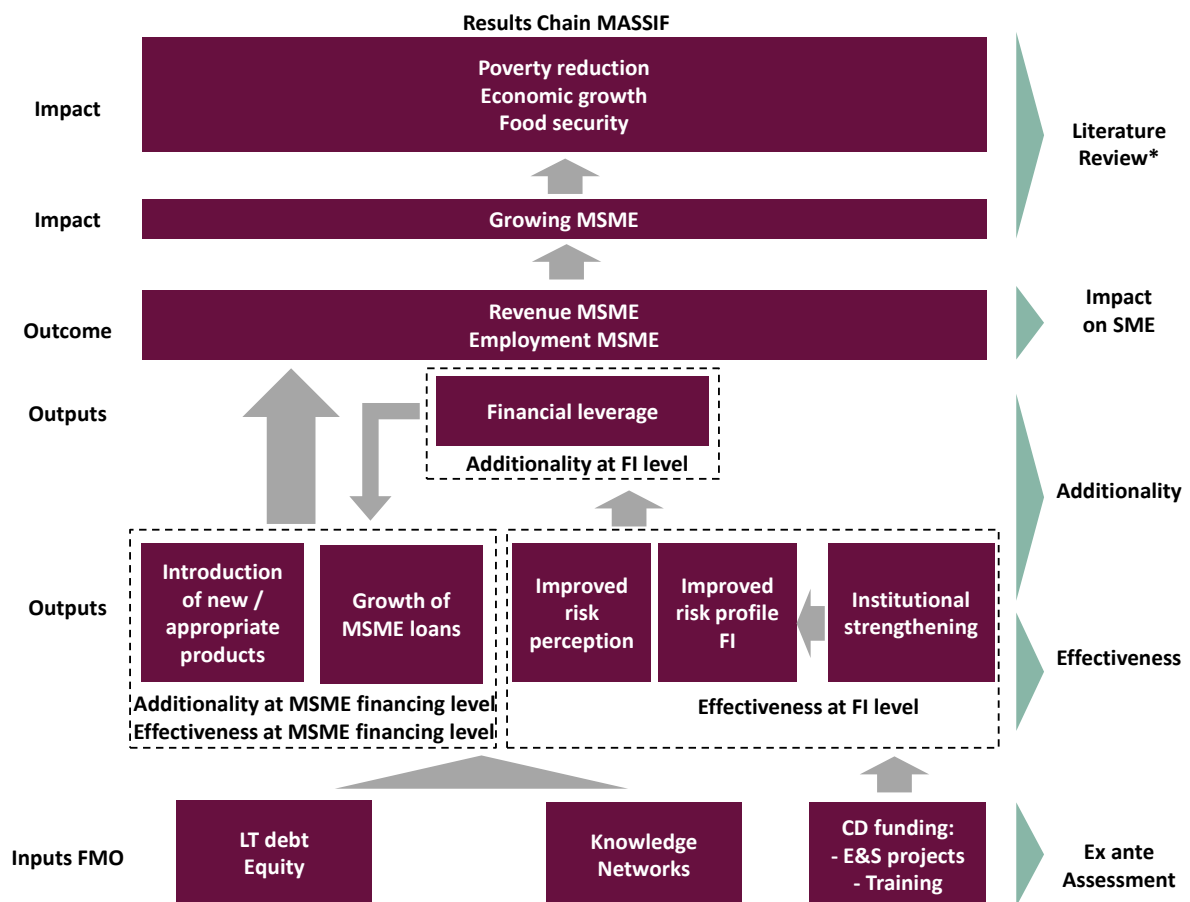 Results Chain MASSIF
Impact
Poverty reduction
Economic growth
Food security
Literature
Review*
Impact
Growing MSME
Outcome
Revenue MSME
Employment MSME
Impact
on SME
Outputs
Financial leverage
Additionality at FI level
Additionality
Outputs
Introduction
of new /
appropriate
products
Growth of
MSME loans
Additionality at MSME financing level
Effectiveness at MSME financing level
Improved
risk
perception
Improved
risk profile
FI
Institutional
strengthening
Effectiveness at FI level
Effectiveness
Inputs FMO
LT debt
Equity
Knowledge
Networks
CD funding:
- E&S projects
- Training
Ex ante
Assessment